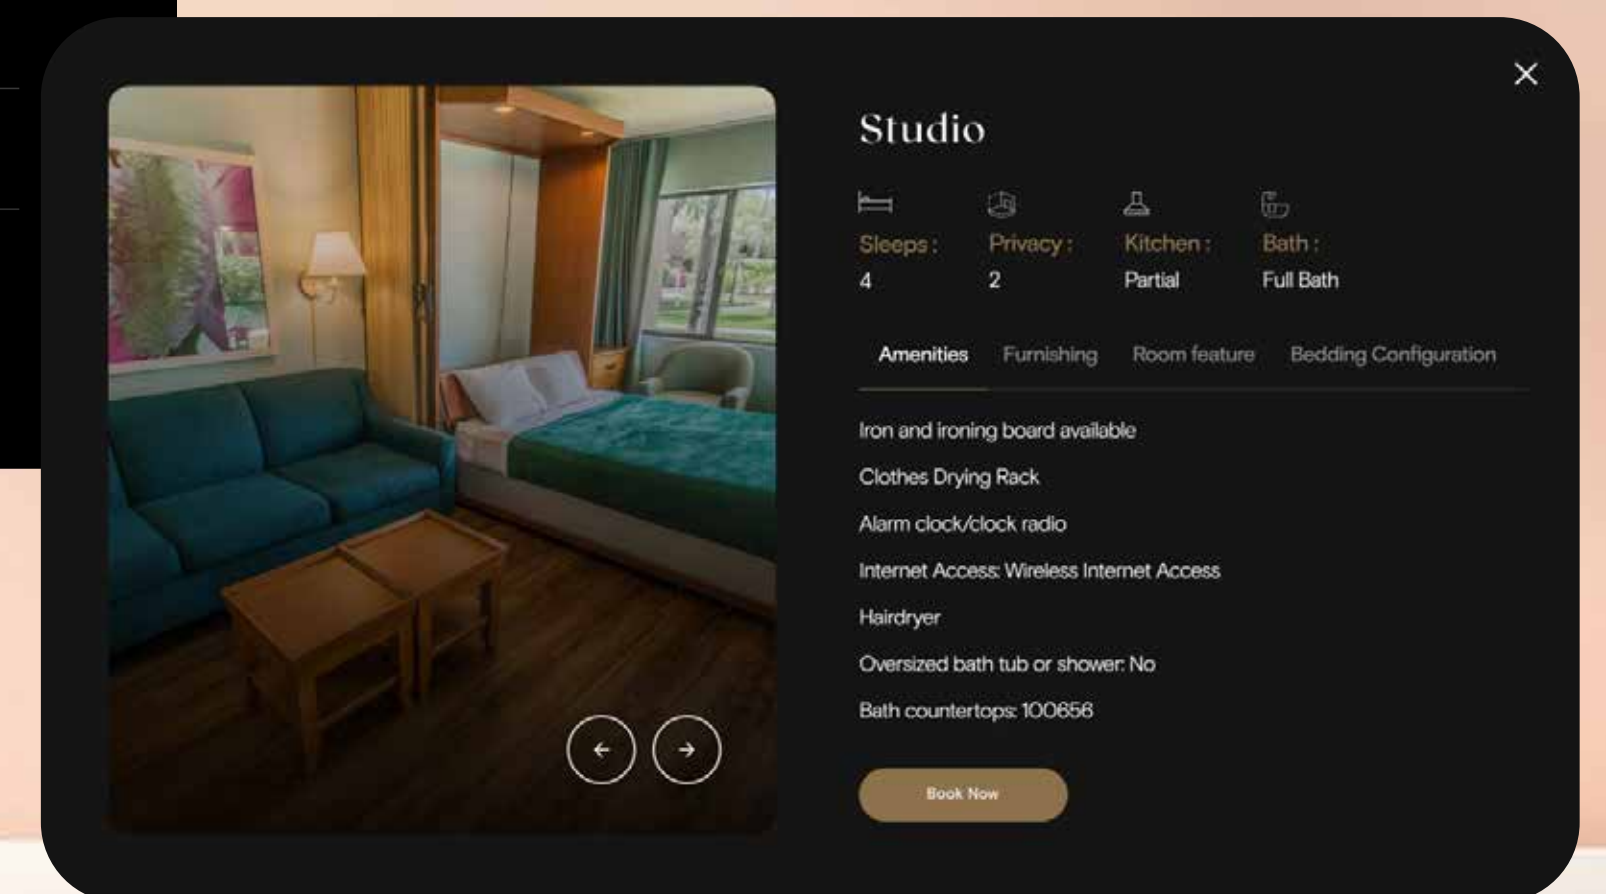 Studio
Sleeps : Privacy : Kitchen : Bath :
4 2 Partial Full Bath
Amenities Furnishing Room feature Bedding Configuration
Iron and ironing board available
Clothes Drying Rack
Alarm clock/clock radio
Internet Access: Wireless Internet Access
Hairdryer
Oversized bath tub or shower: No
Bath countertops: 100656
Book Now